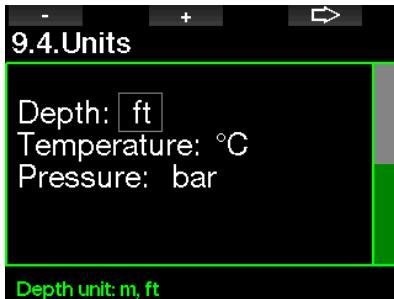 - + ⇨
9.4.Units
Depth: ft
Temperature: °C
Pressure: bar
Depth unit: m, ft